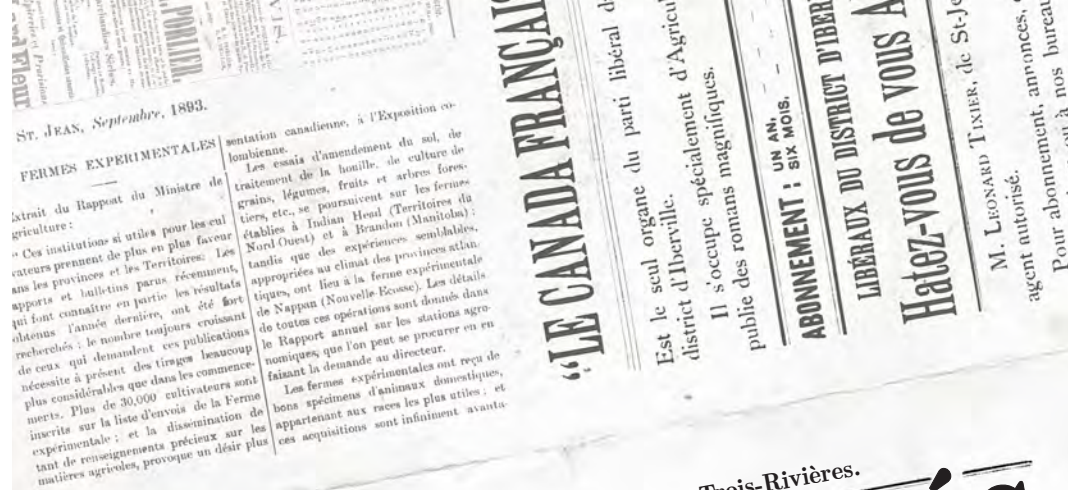 PORLIER
ST. JEAN, Septembre, 1893.
FERMES EXPERIMENTALES
Extrait du Rappoat du Ministre de
griculture :
" Ces institutions si utiles pour les cul
vateurs prennent de plus en plus faveur
ans les provinces et les Territoires. Les
apports et bulletins parus récemment,
qui font connaître en partie les résultats
obtenus l'année dernière, ont été fort
recherchés ; le nombre toujours croissant
de ceux qui demandent ces publications
nécessite à présent des tirages beaucoup
plus considérables que dans les commence-
merts. Plus de 30,000 cultivateurs sont
inscrits sur la liste d'envois de la Ferme
expérimentale ; et la dissémination de
tant de renseignements précieux sur les
matières agricoles, provoque un désir plus
sentation canadienne, à l'Exposition co-
lombienne.
Les essais d'amendement du sol, de
traitement de la houille, de culture de
grains, légumes, fruits et arbres fores-
tiers, etc., se poursuivent sur les fermes
établies à Indian Head (Territoires du
Nord Ouest) et à Brandon (Manitoba) ;
tandis que des expériences semblables,
appropriées au climat des provinces atlan-
tiques, ont lieu à la ferme expérimentale
de Nappan (Nouvelle-Ecosse). Les détails
de toutes ces opérations sont donnés dans
le Rapport annuel sur les stations agro-
nomiques, que l'on peut se procurer en en
faisant la demande au directeur.
Les fermes expérimentales ont reçu de
bons spécimens d'animaux domestiques,
appartenant aux races les plus utiles ; et
ces acquisitions sont infiniment avanta-
"LE CANADA FRANÇAI
Est le seul organe du parti libéral d
district d'Iberville.
Il s'occupe spécialement d'Agricul
publie des romans magnifiques.
ABONNEMENT : UN AN,
SIX MOIS,
LIBÉRAUX DU DISTRICT D'IBER
Hatez-vous de vous A
M. LEONARD TIXIER, de St-Je
agent autorisé.
Pour abonnement, annonces,
ou à nos bureau
Trois-Rivières.